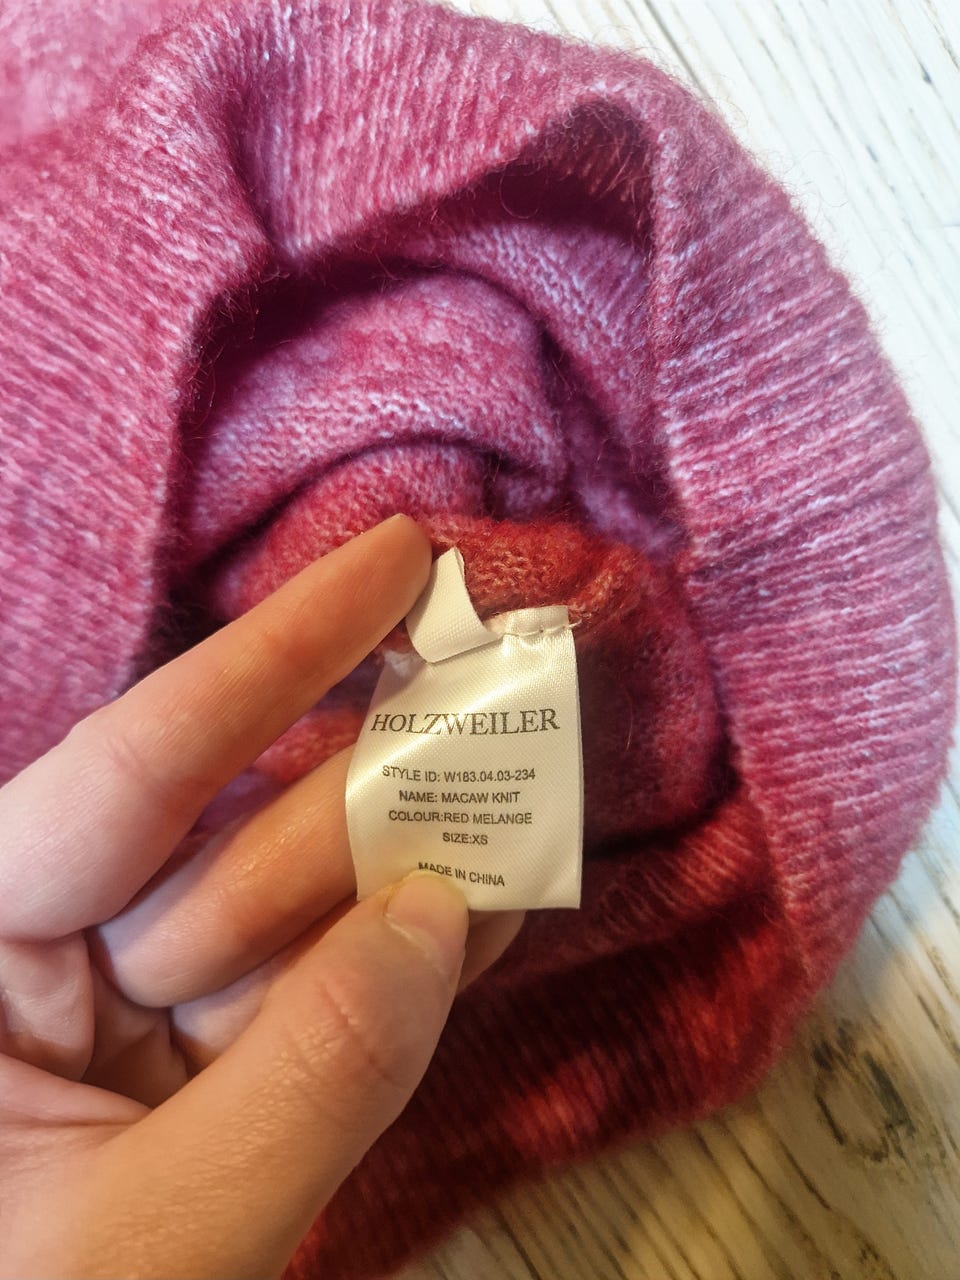 HOLZWEILER
STYLE ID: W183.04.03-234
NAME: MACAW KNIT
COLOUR:RED MELANGE
SIZE:XS
MADE IN CHINA